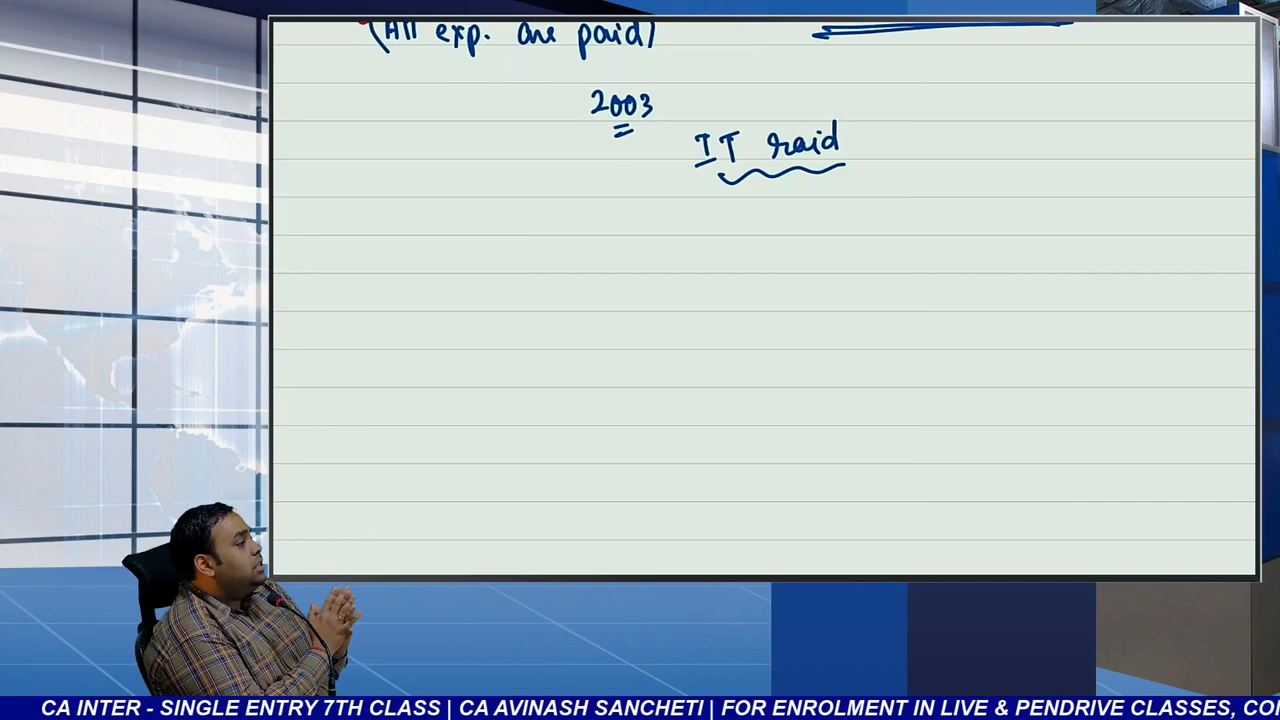 (All exp. are paid)
2003
IT raid
CA INTER - SINGLE ENTRY 7TH CLASS | CA AVINASH SANCHETI | FOR ENROLMENT IN LIVE & PENDRIVE CLASSES, CO